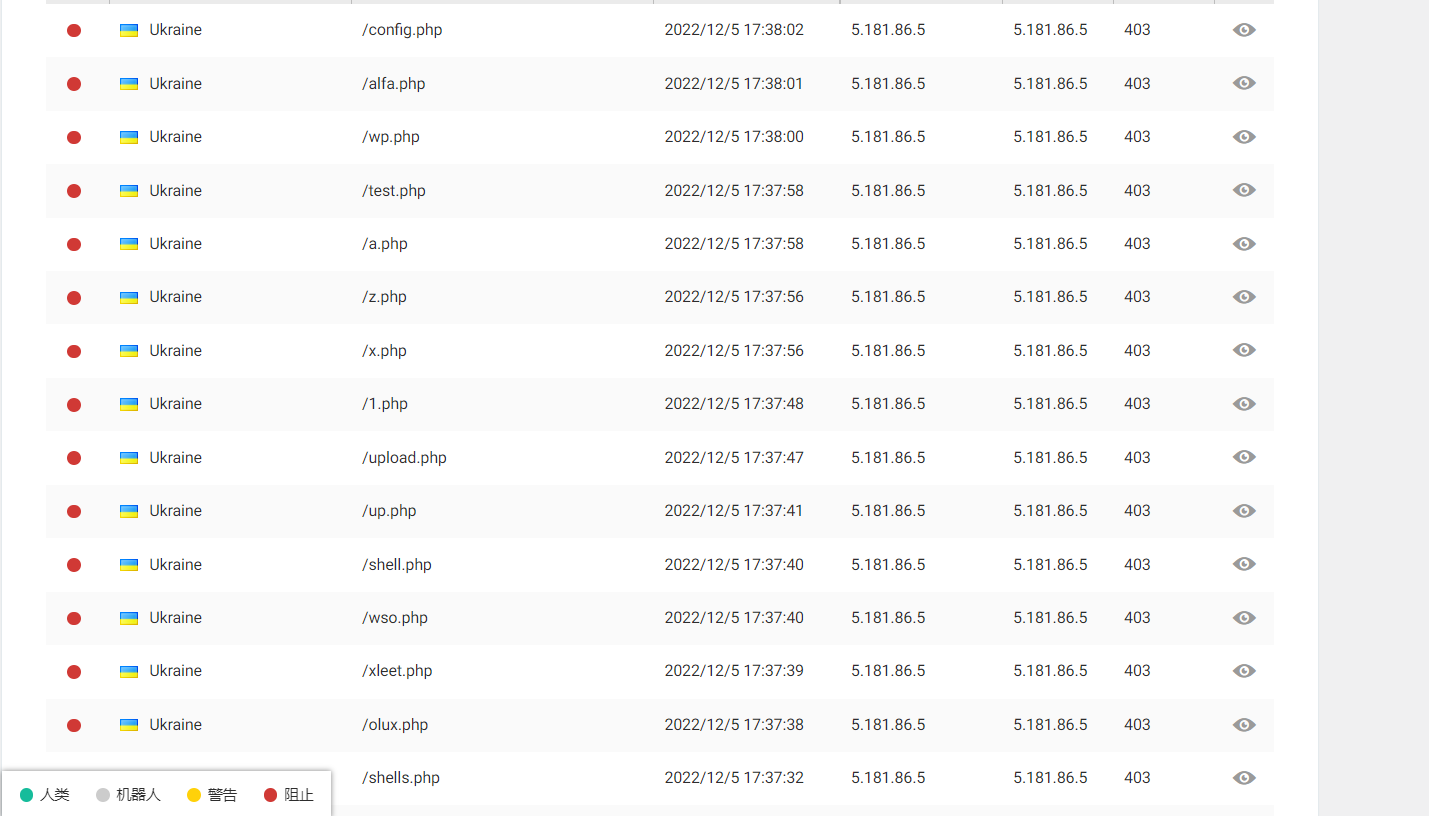 Ukraine /config.php 2022/12/5 17:38:02 5.181.86.5 5.181.86.5 403
Ukraine /alfa.php 2022/12/5 17:38:01 5.181.86.5 5.181.86.5 403
Ukraine /wp.php 2022/12/5 17:38:00 5.181.86.5 5.181.86.5 403
Ukraine /test.php 2022/12/5 17:37:58 5.181.86.5 5.181.86.5 403
Ukraine /a.php 2022/12/5 17:37:58 5.181.86.5 5.181.86.5 403
Ukraine /z.php 2022/12/5 17:37:56 5.181.86.5 5.181.86.5 403
Ukraine /x.php 2022/12/5 17:37:56 5.181.86.5 5.181.86.5 403
Ukraine /1.php 2022/12/5 17:37:48 5.181.86.5 5.181.86.5 403
Ukraine /upload.php 2022/12/5 17:37:47 5.181.86.5 5.181.86.5 403
Ukraine /up.php 2022/12/5 17:37:41 5.181.86.5 5.181.86.5 403
Ukraine /shell.php 2022/12/5 17:37:40 5.181.86.5 5.181.86.5 403
Ukraine /wso.php 2022/12/5 17:37:40 5.181.86.5 5.181.86.5 403
Ukraine /xleet.php 2022/12/5 17:37:39 5.181.86.5 5.181.86.5 403
Ukraine /olux.php 2022/12/5 17:37:38 5.181.86.5 5.181.86.5 403
/shells.php 2022/12/5 17:37:32 5.181.86.5 5.181.86.5 403
人类 机器人 警告 阻止